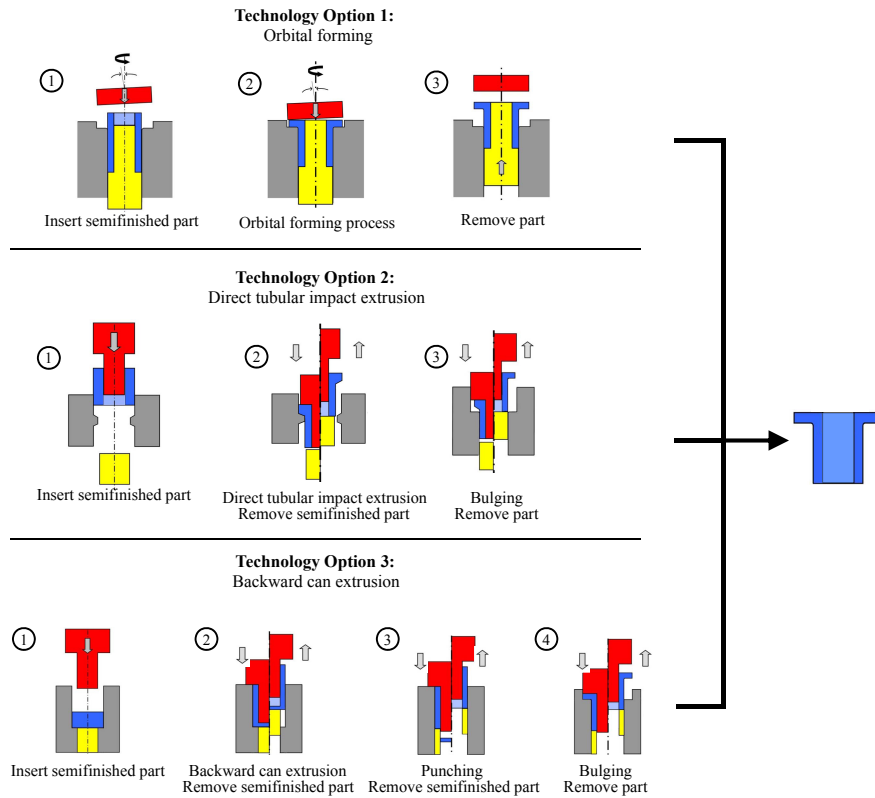 Technology Option 1:
Orbital forming
1
2
3
Insert semifinished part
Orbital forming process
Remove part
Technology Option 2:
Direct tubular impact extrusion
1
2
3
Insert semifinished part
Direct tubular impact extrusion
Remove semifinished part
Bulging
Remove part
Technology Option 3:
Backward can extrusion
1
2
3
4
Insert semifinished part
Backward can extrusion
Remove semifinished part
Punching
Remove semifinished part
Bulging
Remove part